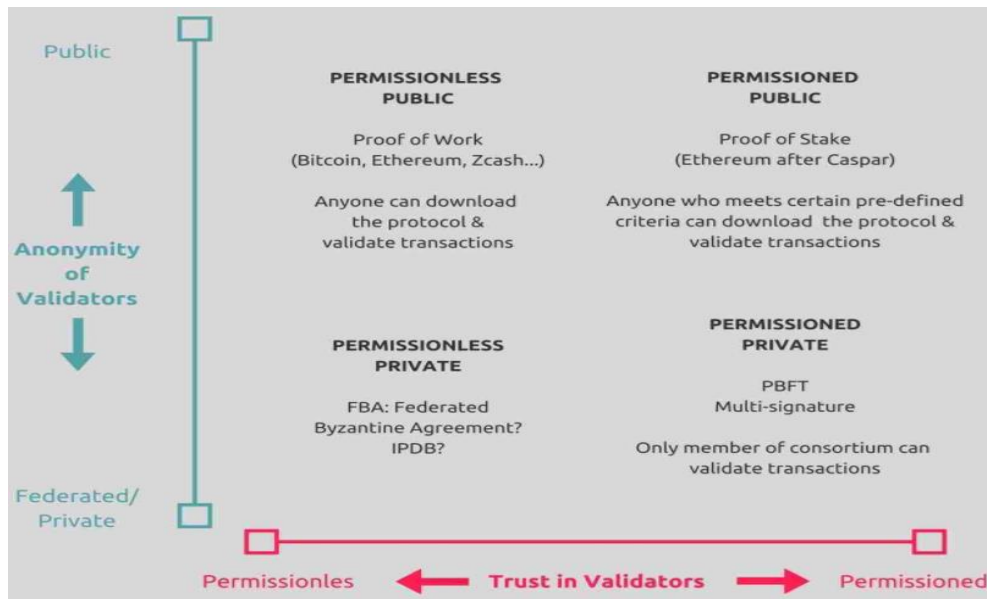 Public
PERMISSIONLESS
PUBLIC
Proof of Work
(Bitcoin, Ethereum, Zcash...)
Anyone can download
the protocol &
validate transactions
PERMISSIONED
PUBLIC
Proof of Stake
(Ethereum after Caspar)
Anyone who meets certain pre-defined
criteria can download the protocol &
validate transactions
Anonymity
of
Validators
PERMISSIONLESS
PRIVATE
FBA: Federated
Byzantine Agreement?
IPDB?
PERMISSIONED
PRIVATE
PBFT
Multi-signature
Only member of consortium can
validate transactions
Federated/
Private
Permissionles
Trust in Validators
Permissioned